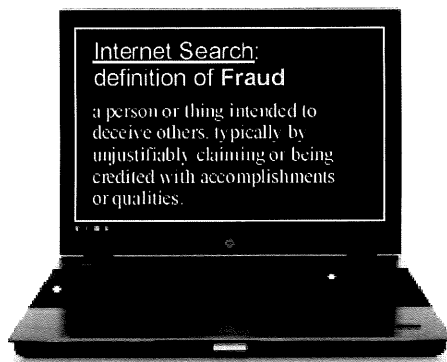 Internet Search:
definition of Fraud
a person or thing intended to
deceive others, typically by
unjustifiably claiming or being
credited with accomplishments
or qualities.